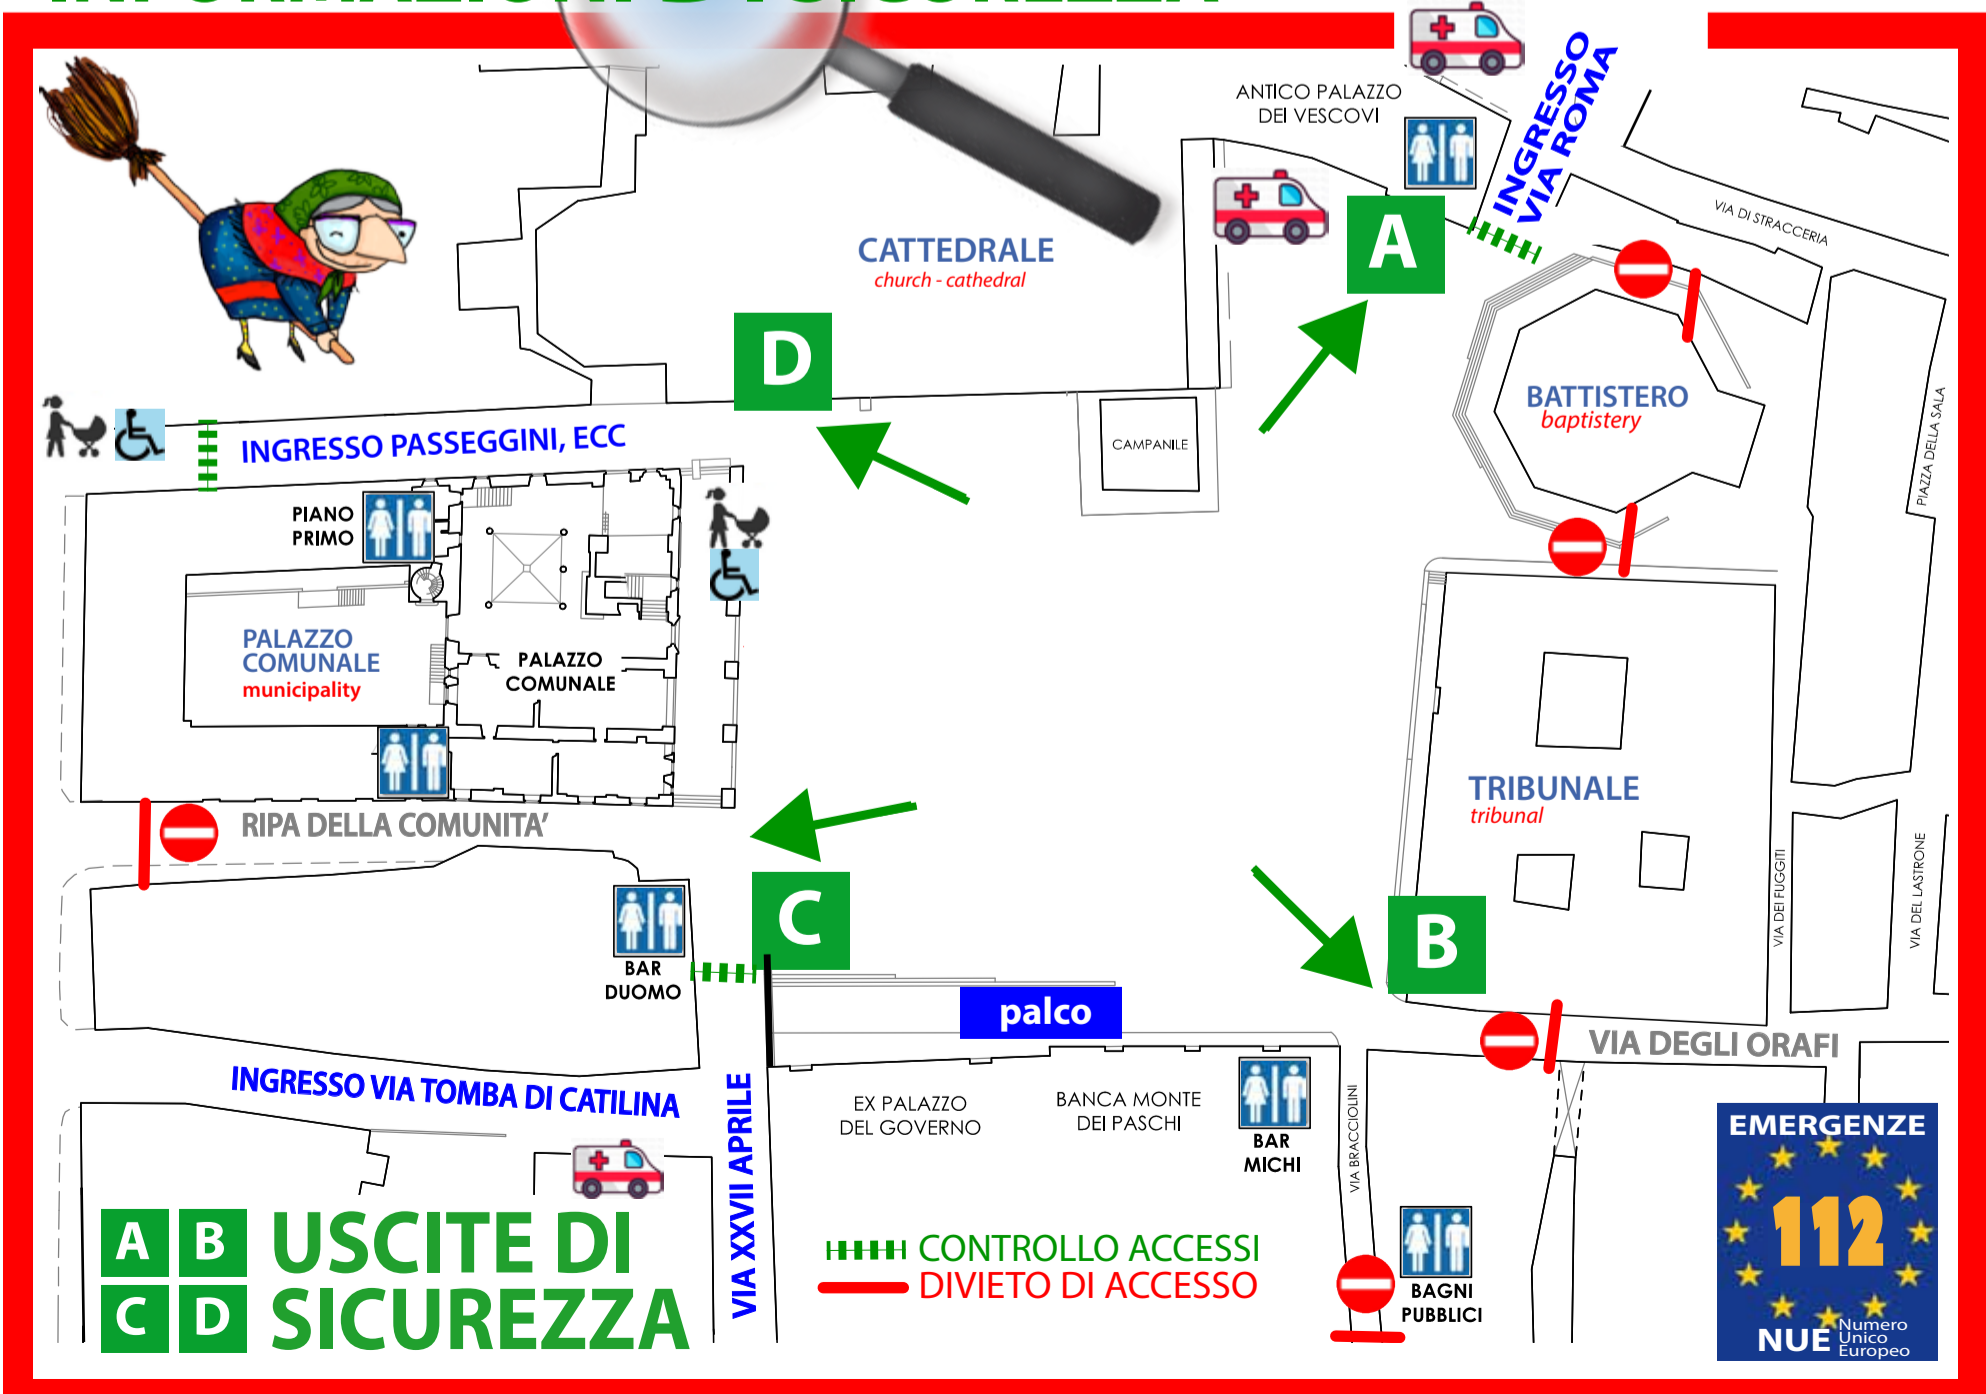 INFORMAZIONI DI SICUREZZA
ANTICO PALAZZO
DEI VESCOVI
INGRESSO
VIA ROMA
A
VIA DI STRACCERIA
CATTEDRALE
church - cathedral
D
BATTISTERO
baptistery
CAMPANILE
PIAZZA DELLA SALA
INGRESSO PASSEGGINI, ECC
PIANO
PRIMO
PALAZZO
COMUNALE
municipality
PALAZZO
COMUNALE
TRIBUNALE
tribunal
RIPA DELLA COMUNITA'
VIA DEI FUGGITI
VIA DEL LASTRONE
C
B
BAR
DUOMO
palco
VIA DEGLI ORAFI
INGRESSO VIA TOMBA DI CATILINA
VIA XXVII APRILE
EX PALAZZO
DEL GOVERNO
BANCA MONTE
DEI PASCHI
BAR
MICHI
VIA BRACCIOLINI
EMERGENZE
112
NUE Numero
Unico
Europeo
A B
C D
USCITE DI
SICUREZZA
CONTROLLO ACCESSI
DIVIETO DI ACCESSO
BAGNI
PUBBLICI